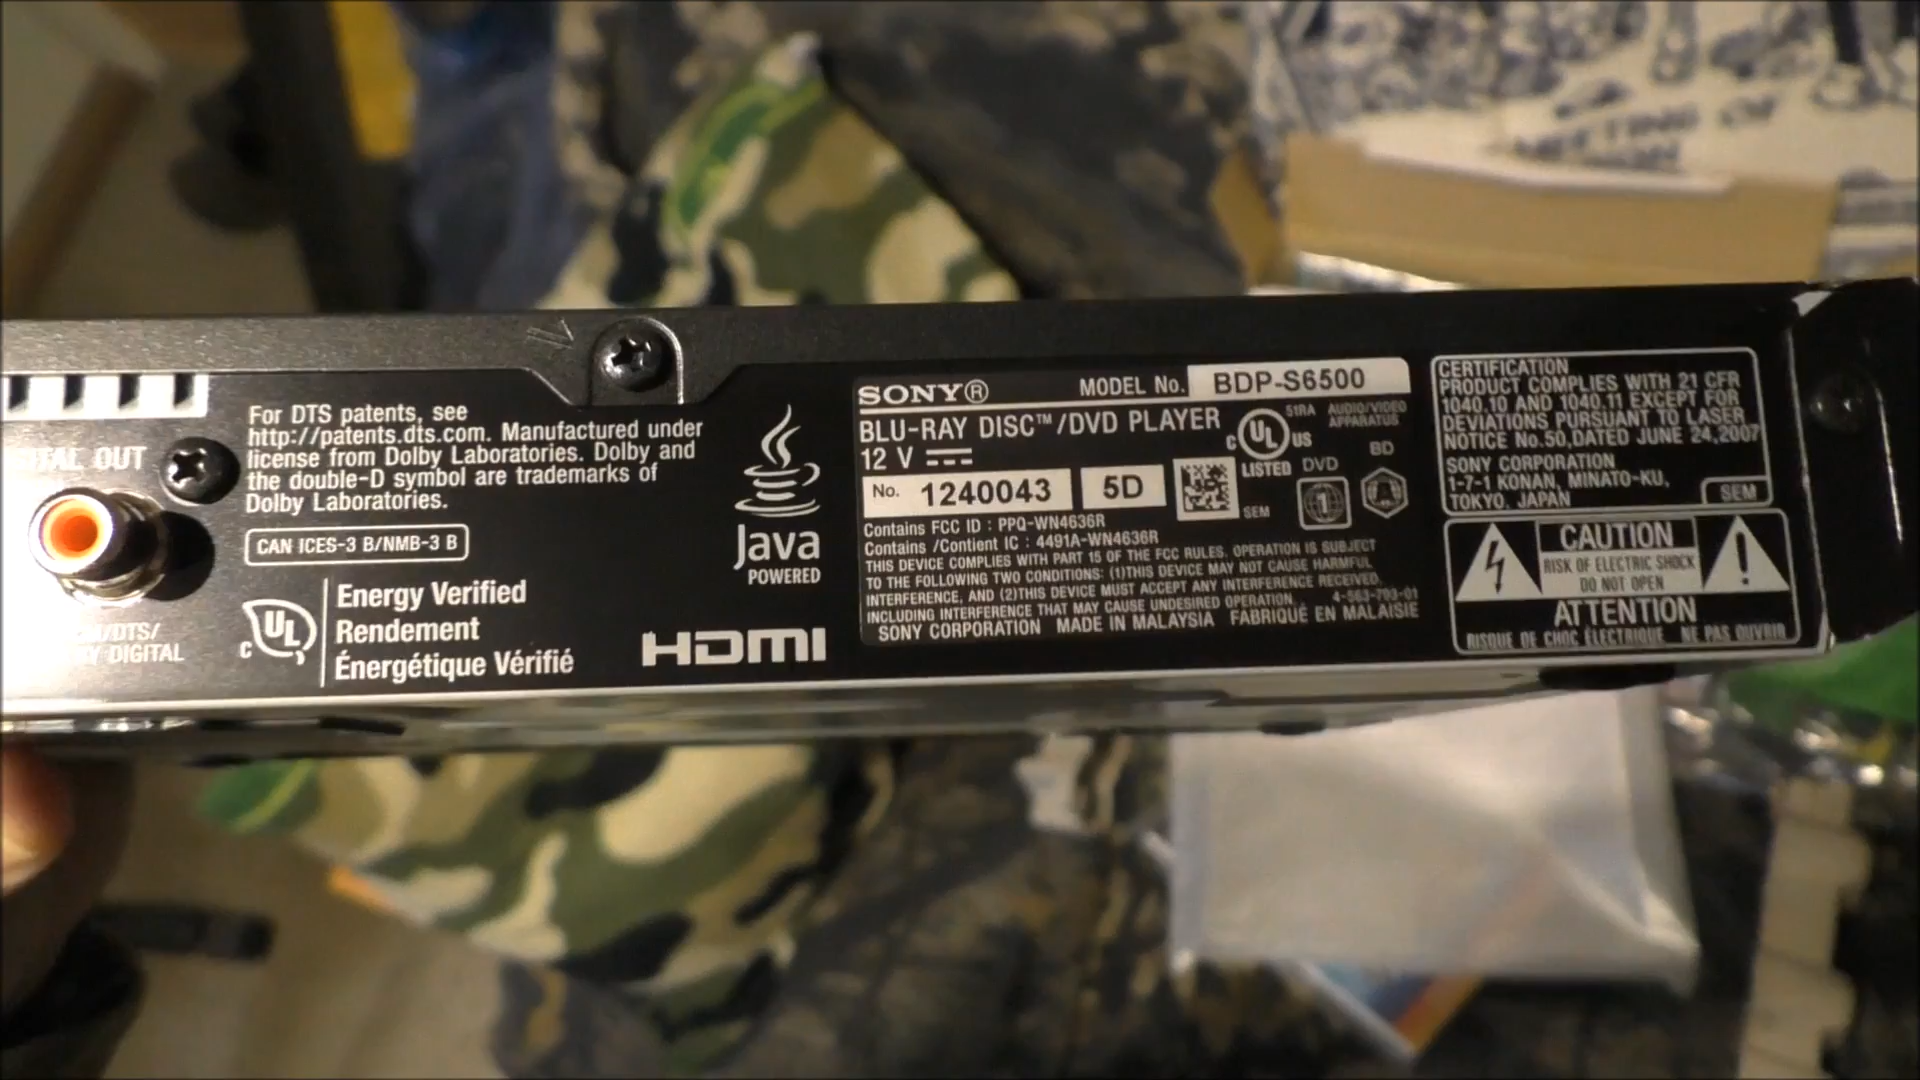 MEETING OF
For DTS patents, see
http://patents.dts.com. Manufactured under
license from Dolby Laboratories. Dolby and
the double-D symbol are trademarks of
Dolby Laboratories.
OUT
CAN ICES-3 B/NMB-3 B
/DTS/
DIGITAL
C UL
Energy Verified
Rendement
Énergétique Vérifié
Java
POWERED
HDMI
SONY® MODEL No. BDP-S6500
BLU-RAY DISC™/DVD PLAYER
12 V
No. 1240043 5D
C UL US
LISTED
51RA AUDIO/VIDEO
APPARATUS
SEM
DVD
1
BD
A
Contains FCC ID : PPQ-WN4636R
Contains /Contient IC : 4491A-WN4636R
THIS DEVICE COMPLIES WITH PART 15 OF THE FCC RULES. OPERATION IS SUBJECT
TO THE FOLLOWING TWO CONDITIONS: (1)THIS DEVICE MAY NOT CAUSE HARMFUL
INTERFERENCE, AND (2)THIS DEVICE MUST ACCEPT ANY INTERFERENCE RECEIVED,
INCLUDING INTERFERENCE THAT MAY CAUSE UNDESIRED OPERATION. 4-563-703-01
SONY CORPORATION MADE IN MALAYSIA FABRIQUÉ EN MALAISIE
CERTIFICATION
PRODUCT COMPLIES WITH 21 CFR
1040.10 AND 1040.11 EXCEPT FOR
DEVIATIONS PURSUANT TO LASER
NOTICE No.50,DATED JUNE 24,2007
SONY CORPORATION
1-7-1 KONAN, MINATO-KU,
TOKYO, JAPAN
SEM
CAUTION
RISK OF ELECTRIC SHOCK
DO NOT OPEN
ATTENTION
RISQUE DE CHOC ÉLECTRIQUE NE PAS OUVRIR